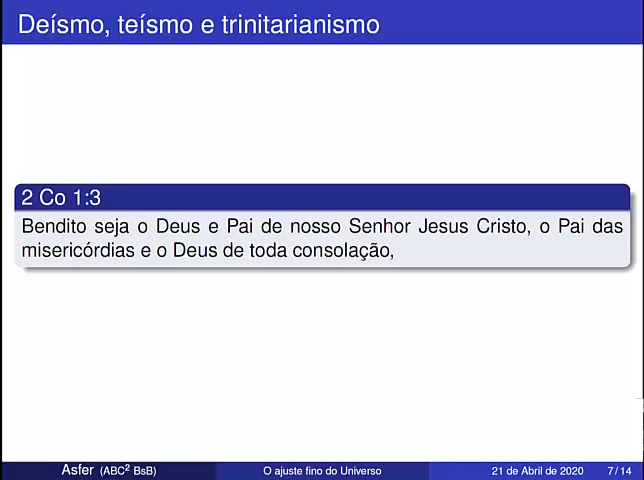 Deísmo, teísmo e trinitarianismo
2 Co 1:3
Bendito seja o Deus e Pai de nosso Senhor Jesus Cristo, o Pai das
misericórdias e o Deus de toda consolação,
Asfer (ABC² BsB) O ajuste fino do Universo 21 de Abril de 2020 7 / 14